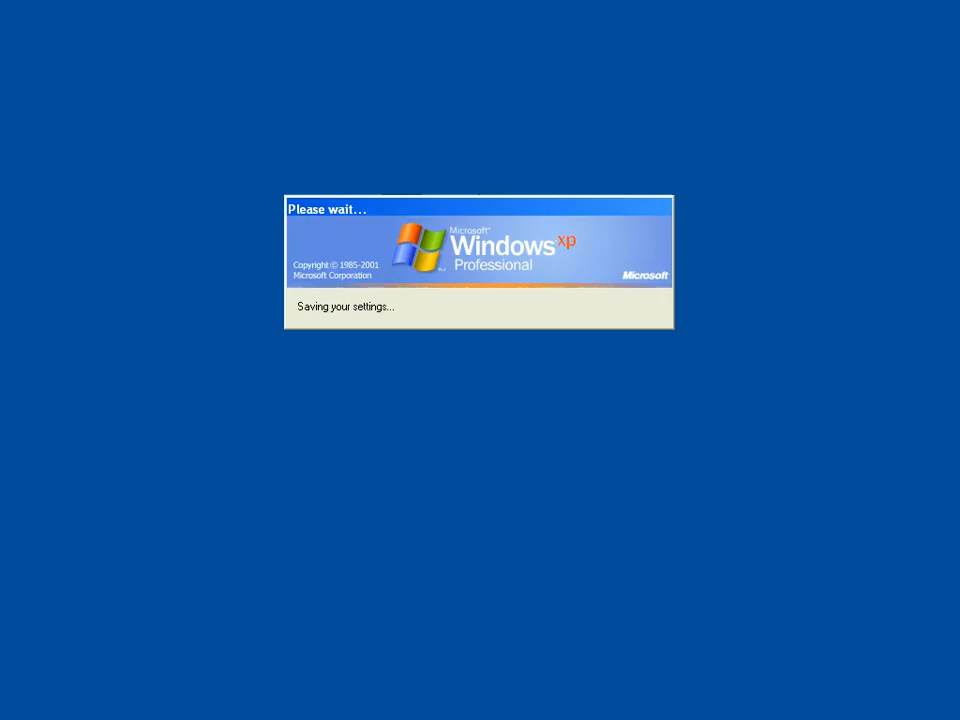 Please wait...
Microsoft®
Windows xp
Professional
Copyright © 1985-2001
Microsoft Corporation
Microsoft
Saving your settings...